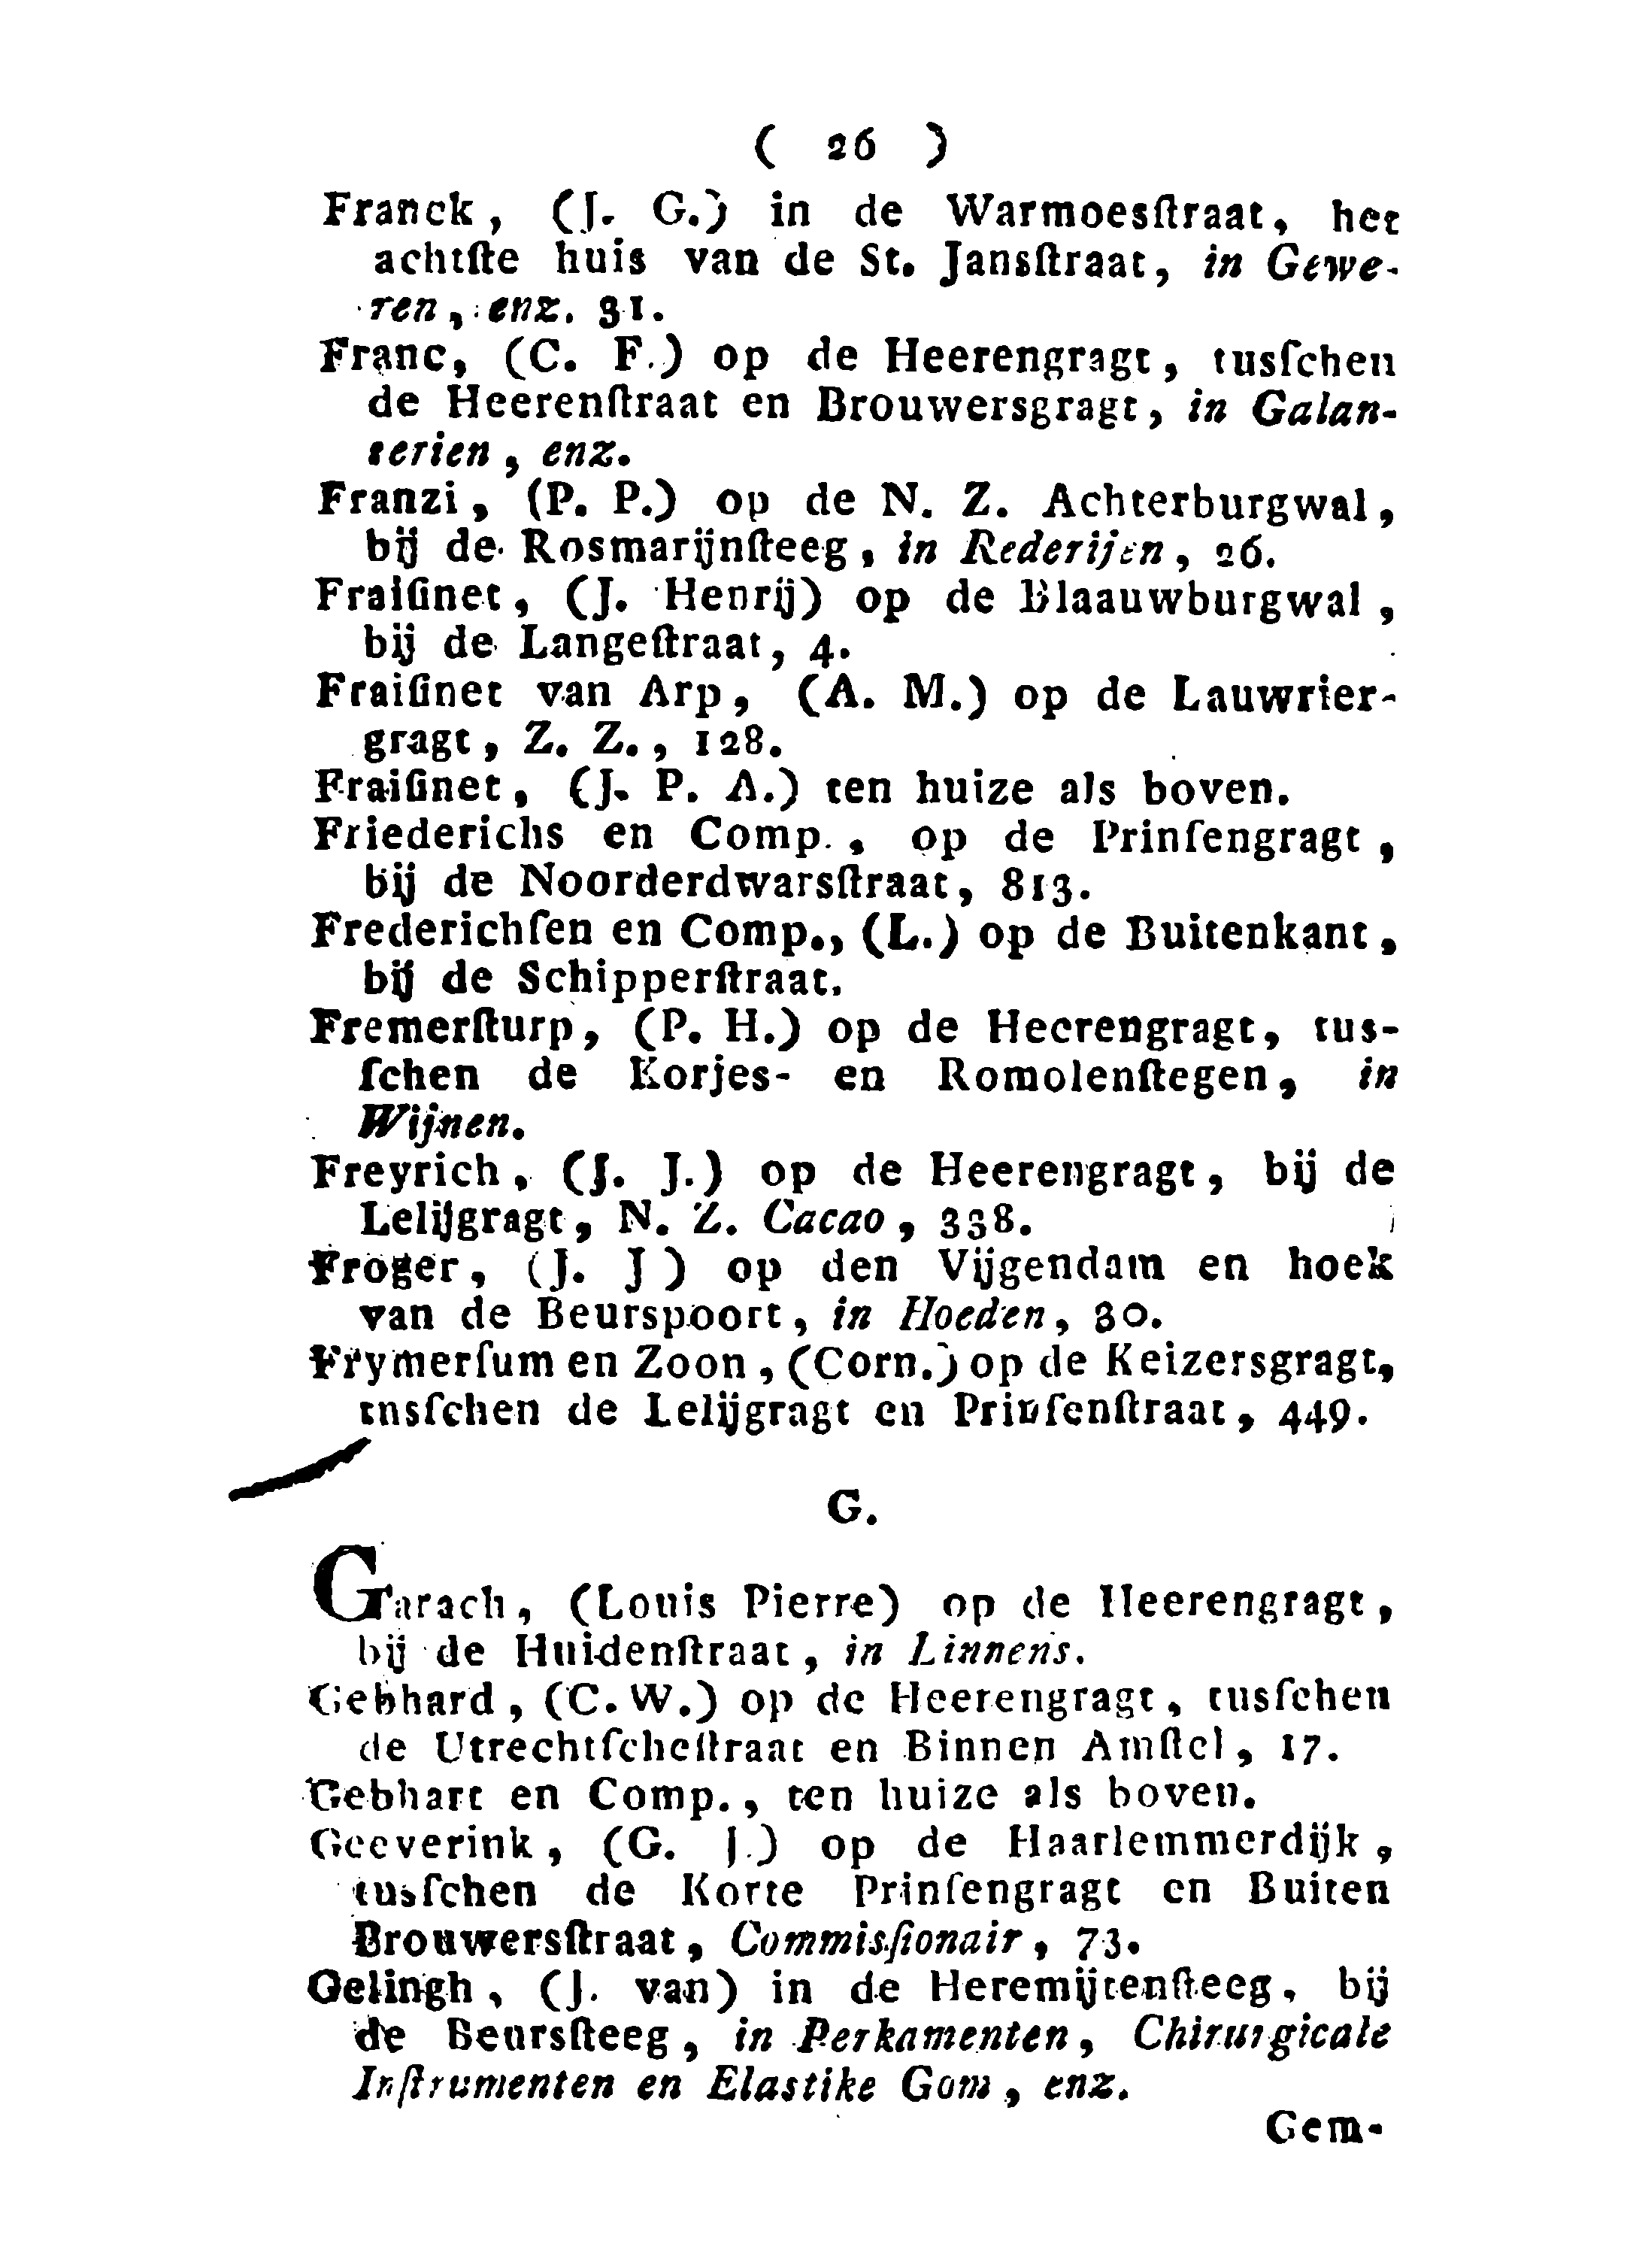 ( 26 )
Franck, (J. G.) in de Warmoesſtraat, het
achtſte huis van de St. Jansſtraat, in Gewe-
ren, enz. 31.
Franc, (C. F.) op de Heerengragt, tusſchen
de Heerenſtraat en Brouwersgragt, in Galan-
terien, enz.
Franzi, (P. P.) op de N. Z. Achterburgwal,
bij de Rosmarijnſteeg, in Rederijen, 26.
Fraiſinet, (J. Henrij) op de Blaauwburgwal,
bij de Langeſtraat, 4.
Fraiſinet van Arp, (A. M.) op de Lauwrier-
gragt, Z. Z., 128.
Fraiſinet, (J. P. A.) ten huize als boven.
Friederichs en Comp., op de Prinſengragt,
bij de Noorderdwarsſtraat, 813.
Frederichſen en Comp., (L.) op de Buitenkant,
bij de Schipperſtraat.
Fremerſturp, (P. H.) op de Heerengragt, tus-
ſchen de Korjes- en Romolenſtegen, in
Wijnen.
Freyrich, (J. J.) op de Heerengragt, bij de
Lelijgragt, N. Z. Cacao, 338.
Froger, (J. J) op den Vijgendam en hoek
van de Beurspoort, in Hoeden, 30.
Frymerſum en Zoon, (Corn.) op de Keizersgragt,
tnsſchen de Lelijgragt en Prinſenſtraat, 449.
G.
Garach, (Louis Pierre) op de Heerengragt,
bij de Huidenſtraat, in Linnens.
Gebhard, (C. W.) op de Heerengragt, tusſchen
de Utrechtſcheſtraat en Binnen Amſtel, 17.
Gebhart en Comp., ten huize als boven.
Geeverink, (G. J.) op de Haarlemmerdijk,
tusſchen de Korte Prinſengragt en Buiten
Brouwersſtraat, Commisſionair, 73.
Gelingh, (J. van) in de Heremijtenſteeg, bij
de Beursſteeg, in Perkamenten, Chirurgicale
Inſtrumenten en Elastike Gom, enz.
Gem-